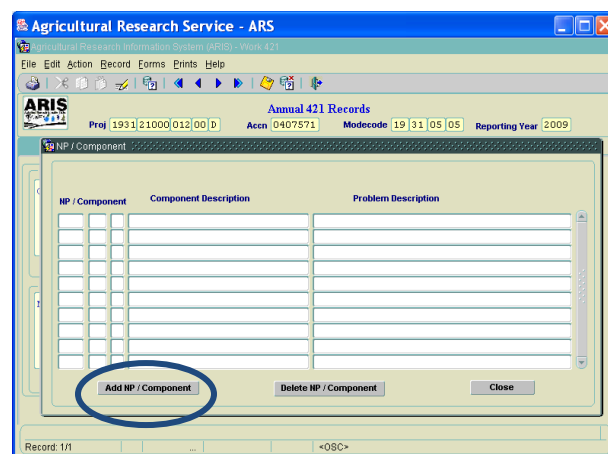 Agricultural Research Service - ARS
Agricultural Research Information System (ARIS) - Work 421
File Edit Action Record Forms Prints Help
ARIS
Annual 421 Records
Proj 1931 21000 012 00 D Accn 0407571 Modecode 19 31 05 05 Reporting Year 2009
NP / Component
NP / Component Component Description Problem Description
Add NP / Component Delete NP / Component Close
Record: 1/1 ... <OSC>